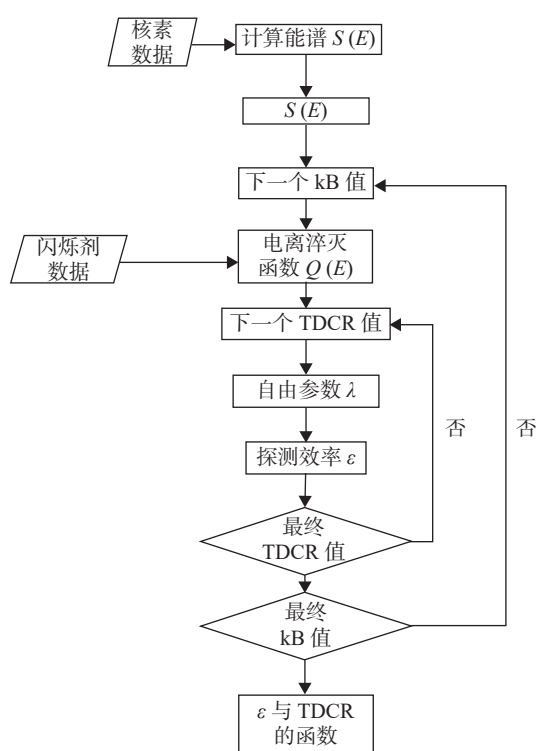 核素
数据
计算能谱 S (E)
S (E)
下一个 kB 值
闪烁剂
数据
电离淬灭
函数 Q (E)
下一个 TDCR 值
自由参数 λ
否
否
探测效率 ε
最终
TDCR 值
最终
kB 值
ε 与 TDCR
的函数